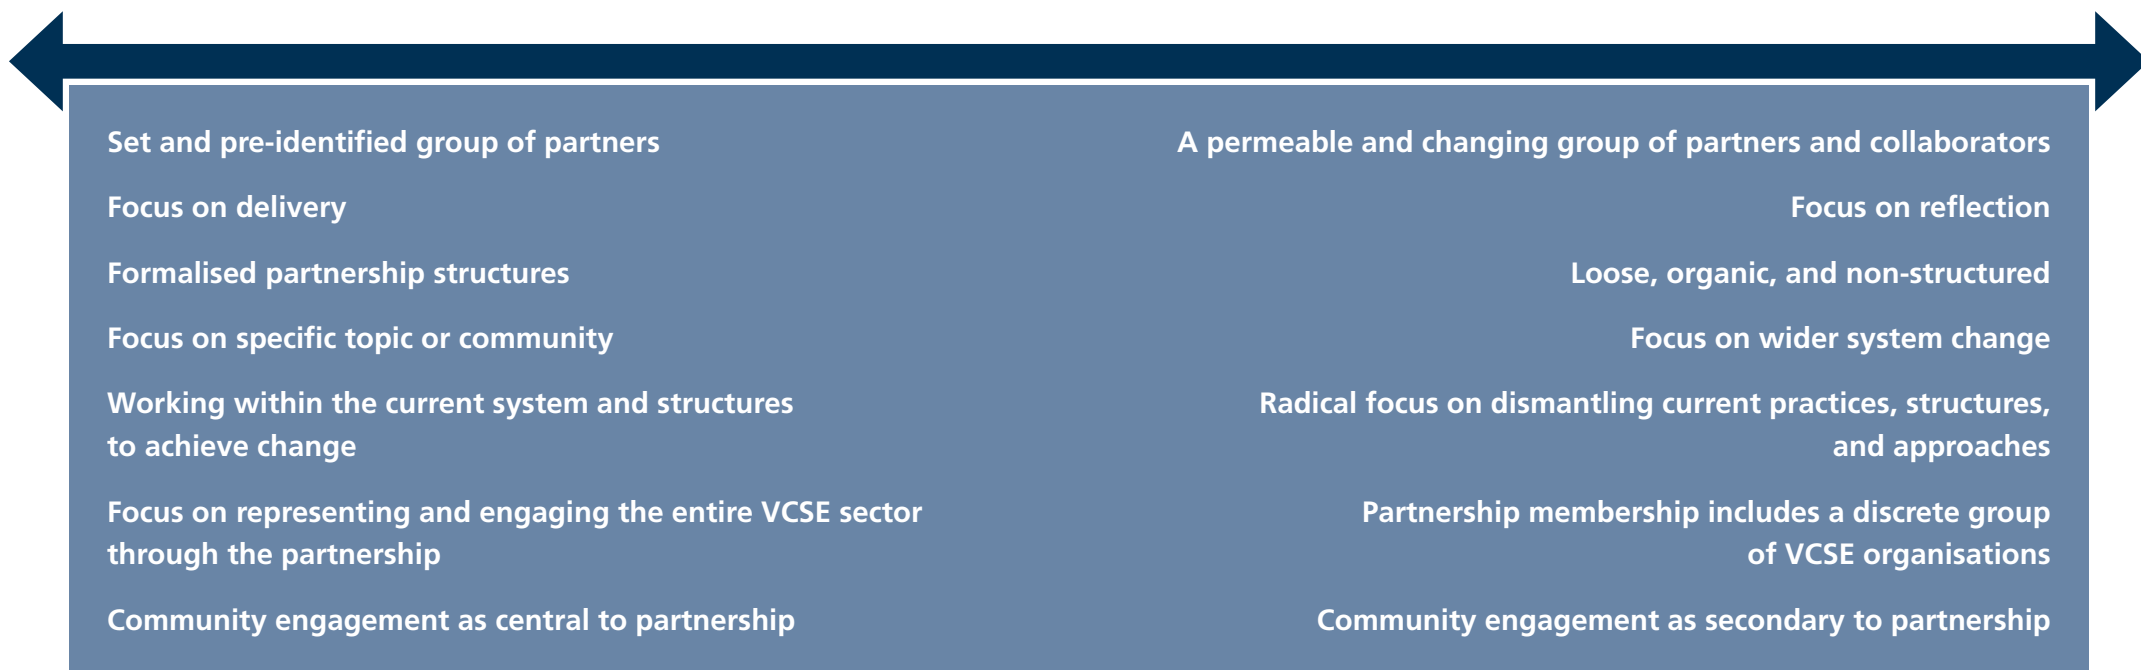 Set and pre-identified group of partners
A permeable and changing group of partners and collaborators
Focus on delivery
Focus on reflection
Formalised partnership structures
Loose, organic, and non-structured
Focus on specific topic or community
Focus on wider system change
Working within the current system and structures
to achieve change
Radical focus on dismantling current practices, structures,
and approaches
Focus on representing and engaging the entire VCSE sector
through the partnership
Partnership membership includes a discrete group
of VCSE organisations
Community engagement as central to partnership
Community engagement as secondary to partnership